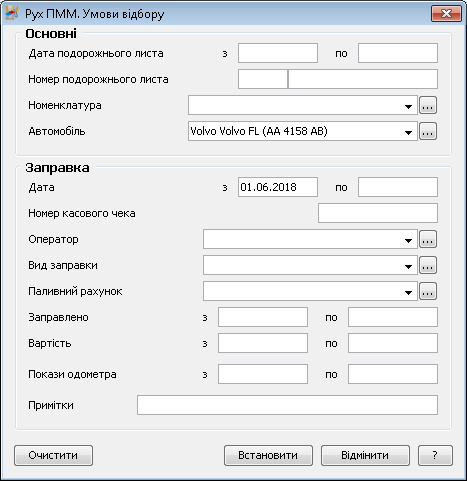 Рух ПММ. Умови відбору
Основні
Дата подорожнього листа з по
Номер подорожнього листа
Номенклатура ...
Автомобіль Volvo Volvo FL (AA 4158 AB) ...
Заправка
Дата з 01.06.2018 по
Номер касового чека
Оператор ...
Вид заправки ...
Паливний рахунок ...
Заправлено з по
Вартість з по
Покази одометра з по
Примітки
Очистити Встановити Відмінити ?